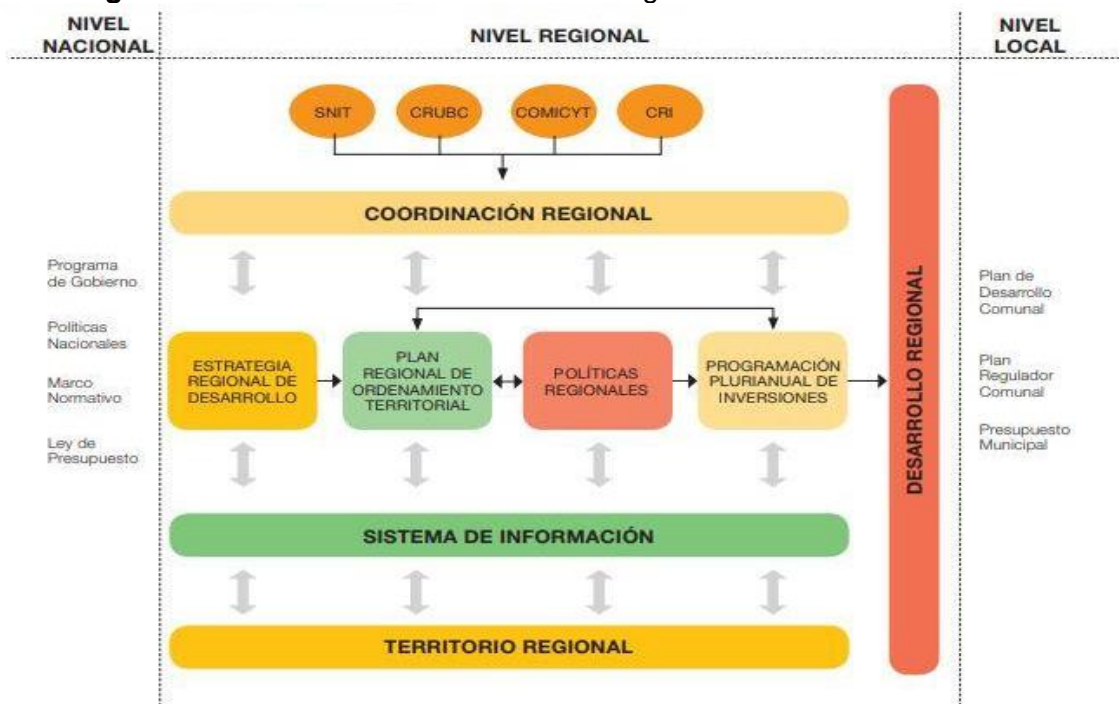 NIVEL
NACIONAL
NIVEL REGIONAL
NIVEL
LOCAL
SNIT
CRUBC
COMICYT
CRI
COORDINACIÓN REGIONAL
Programa
de Gobierno
Políticas
Nacionales
Marco
Normativo
Ley de
Presupuesto
ESTRATEGIA
REGIONAL DE
DESARROLLO
PLAN
REGIONAL DE
ORDENAMIENTO
TERRITORIAL
POLÍTICAS
REGIONALES
PROGRAMACIÓN
PLURIANUAL DE
INVERSIONES
DESARROLLO REGIONAL
Plan de
Desarrollo
Comunal
Plan
Regulador
Comunal
Presupuesto
Municipal
SISTEMA DE INFORMACIÓN
TERRITORIO REGIONAL